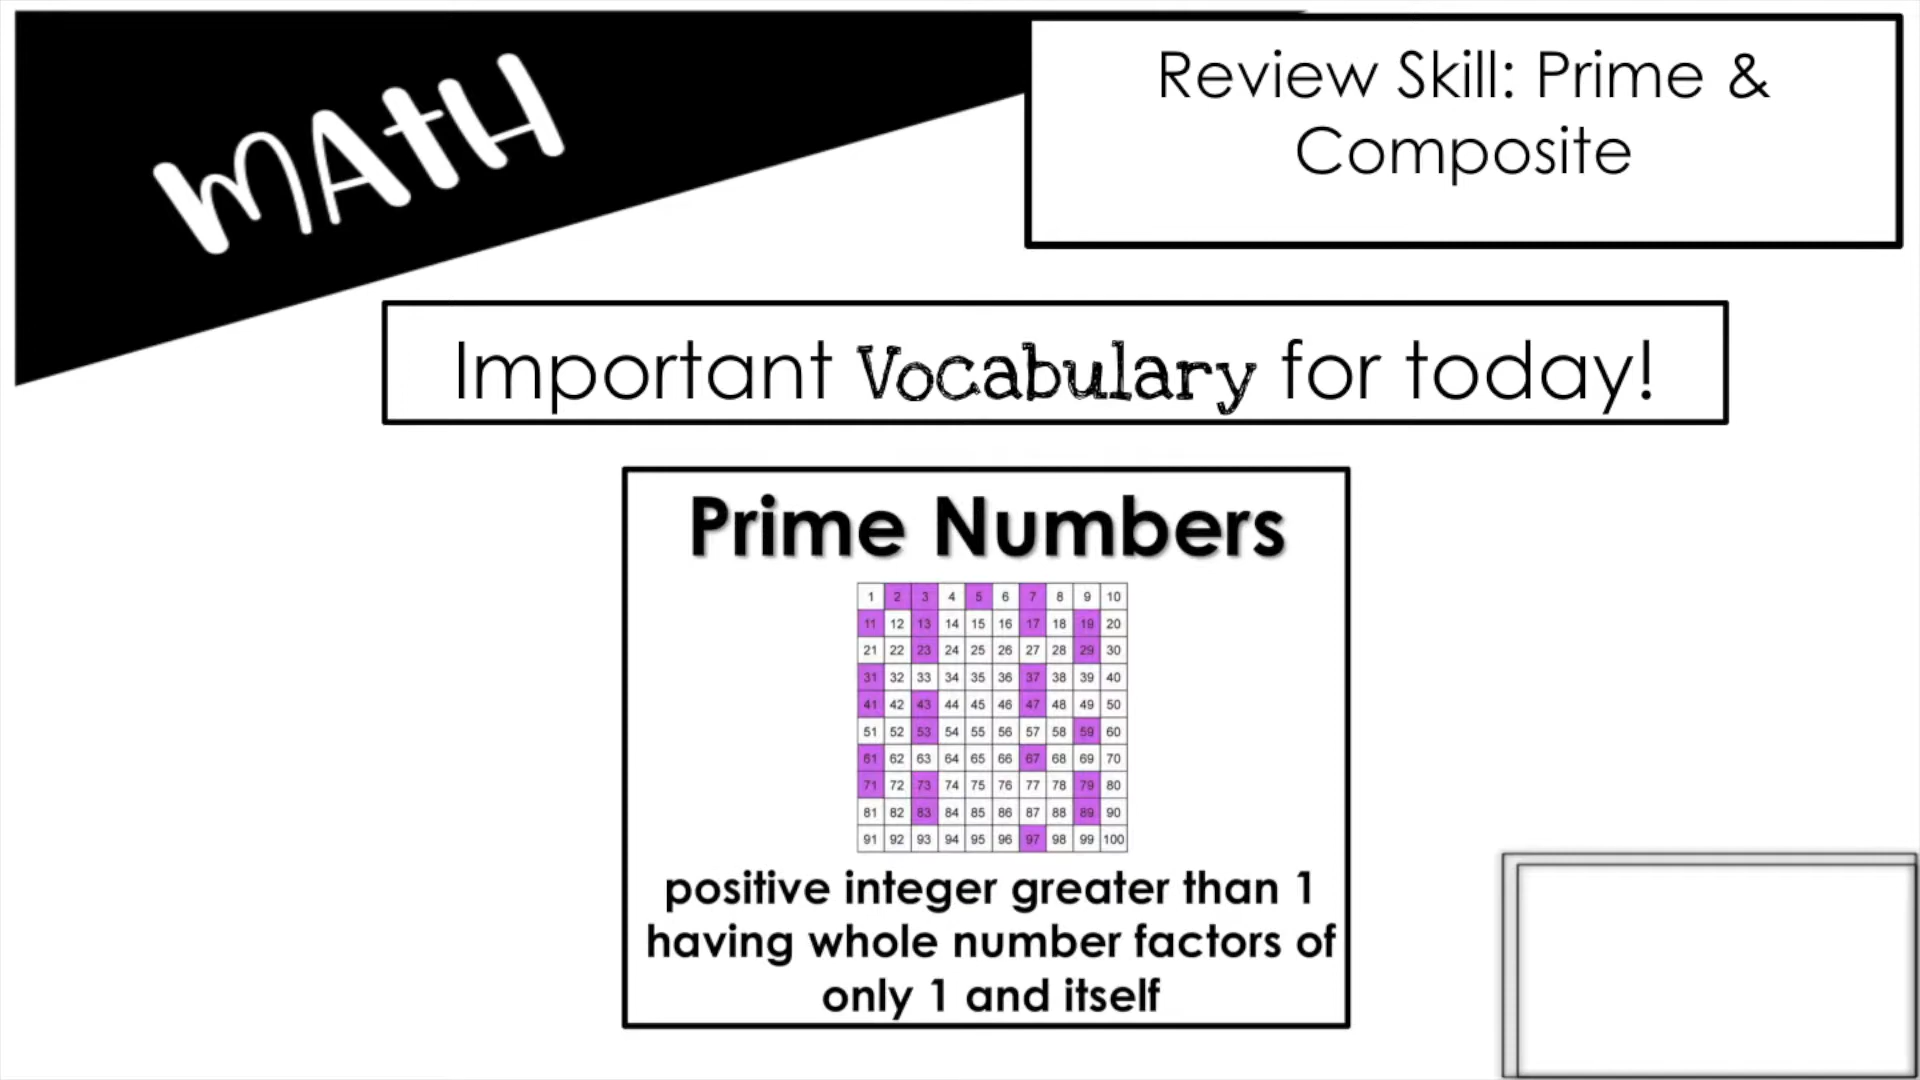 MATH
Review Skill: Prime &
Composite
Important Vocabulary for today!
Prime Numbers
1 2 3 4 5 6 7 8 9 10
11 12 13 14 15 16 17 18 19 20
21 22 23 24 25 26 27 28 29 30
31 32 33 34 35 36 37 38 39 40
41 42 43 44 45 46 47 48 49 50
51 52 53 54 55 56 57 58 59 60
61 62 63 64 65 66 67 68 69 70
71 72 73 74 75 76 77 78 79 80
81 82 83 84 85 86 87 88 89 90
91 92 93 94 95 96 97 98 99 100
positive integer greater than 1
having whole number factors of
only 1 and itself